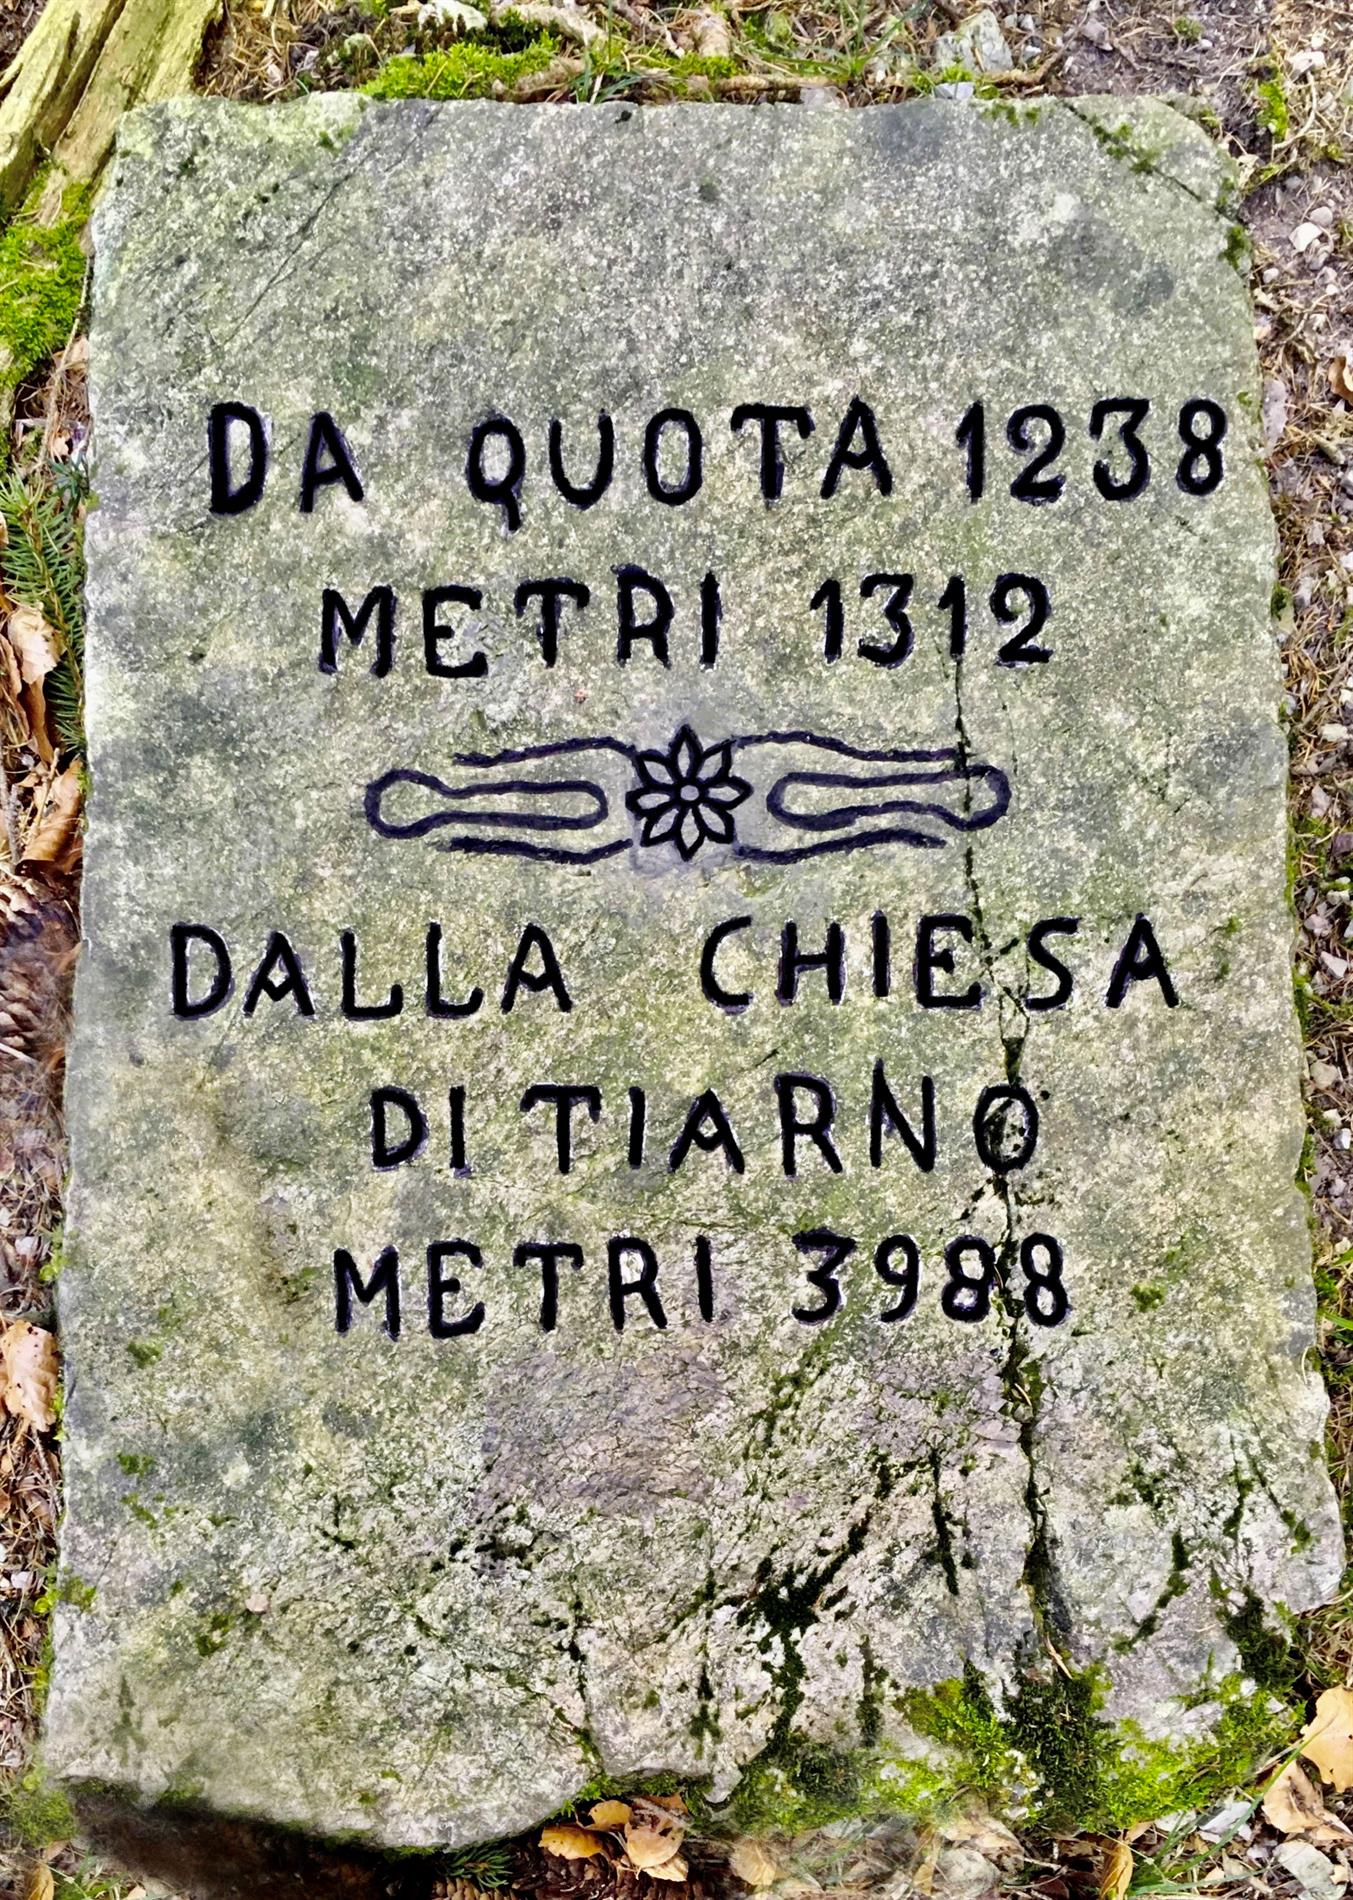 DA QUOTA 1238
METRI 1312
DALLA CHIESA
DI TIARNO
METRI 3988